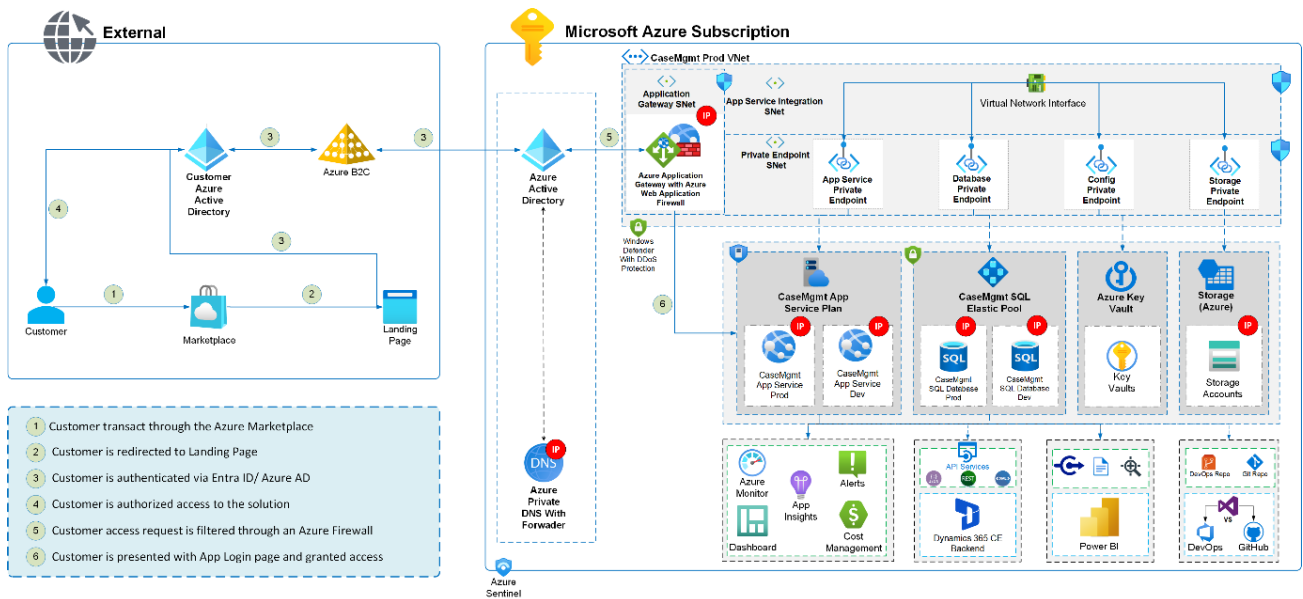 External
Microsoft Azure Subscription
CaseMgmt Prod VNet
Application
Gateway SNet
App Service Integration
SNet
Virtual Network Interface
IP
Private Endpoint
SNet
Azure Application
Gateway with Azure
Web Application
Firewall
App Service
Private
Endpoint
Database
Private
Endpoint
Config
Private
Endpoint
Storage
Private
Endpoint
3
3
5
Customer
Azure
Active
Directory
Azure B2C
Azure
Active
Directory
4
3
1
2
Customer
Marketplace
Landing
Page
Windows
Defender
With DDoS
Protection
6
CaseMgmt App
Service Plan
CaseMgmt SQL
Elastic Pool
Azure Key
Vault
Storage
(Azure)
IP
IP
IP
IP
IP
SQL
SQL
CaseMgmt
App Service
Prod
CaseMgmt
App Service
Dev
CaseMgmt
SQL Database
Prod
CaseMgmt
SQL Database
Dev
Key
Vaults
Storage
Accounts
1 Customer transact through the Azure Marketplace
2 Customer is redirected to Landing Page
3 Customer is authenticated via Entra ID/ Azure AD
4 Customer is authorized access to the solution
5 Customer access request is filtered through an Azure Firewall
6 Customer is presented with App Login page and granted access
IP
DNS
Azure
Private
DNS With
Forwader
Azure
Sentinel
Azure
Monitor
App
Insights
Alerts
Dashboard
Cost
Management
API Services
REST
Dynamics 365 CE
Backend
Power BI
DevOps Repo
Git Repo
VS
DevOps
GitHub